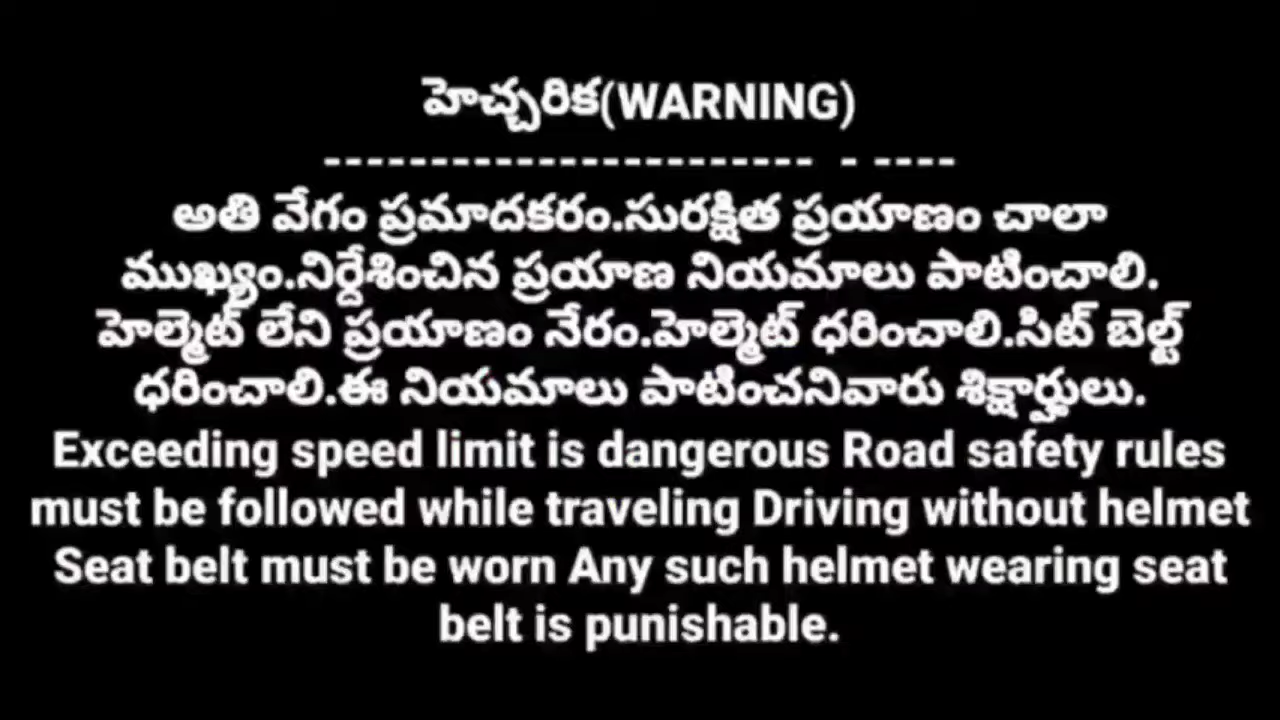 హెచ్చరిక(WARNING)
----------------------- - ----
అతి వేగం ప్రమాదకరం.సురక్షిత ప్రయాణం చాలా
ముఖ్యం.నిర్దేశించిన ప్రయాణ నియమాలు పాటించాలి.
హెల్మెట్ లేని ప్రయాణం నేరం.హెల్మెట్ ధరించాలి.సిట్ బెల్ట్
ధరించాలి.ఈ నియమాలు పాటించనివారు శిక్షార్హులు.
Exceeding speed limit is dangerous Road safety rules
must be followed while traveling Driving without helmet
Seat belt must be worn Any such helmet wearing seat
belt is punishable.